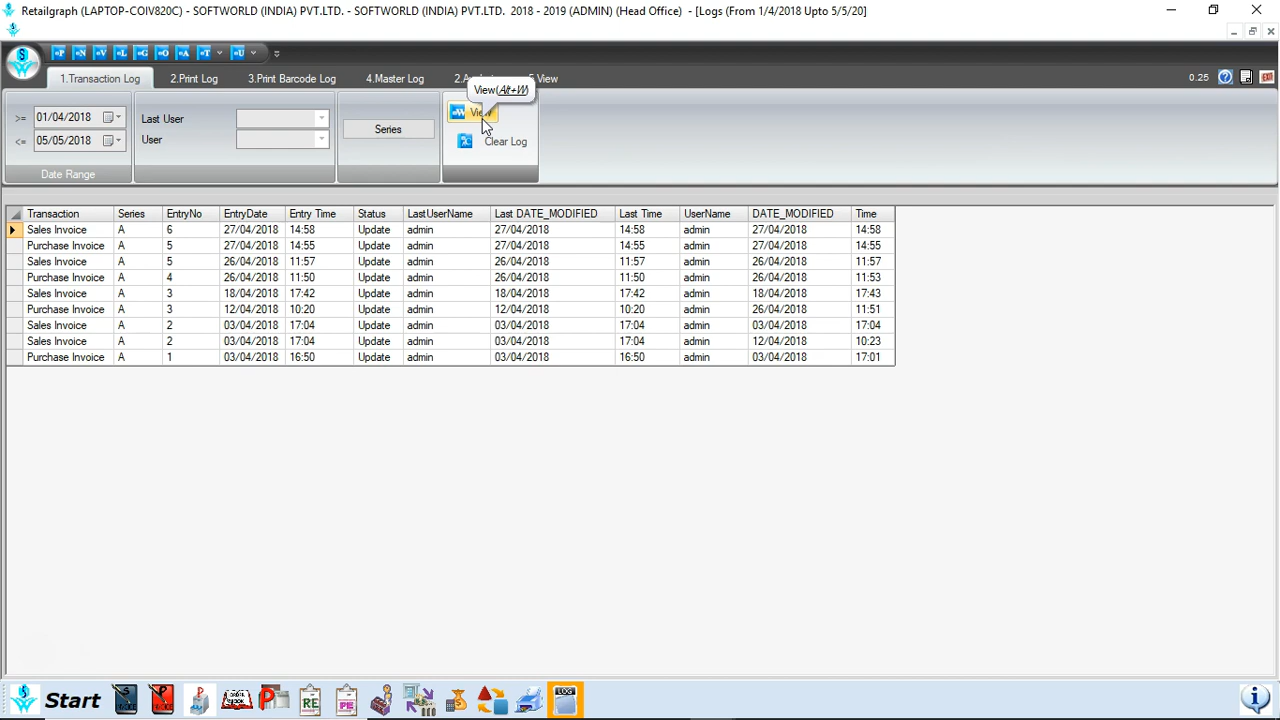 Retailgraph (LAPTOP-COIV820C) - SOFTWORLD (INDIA) PVT.LTD. - SOFTWORLD (INDIA) PVT.LTD. 2018 - 2019 (ADMIN) (Head Office) - [Logs (From 1/4/2018 Upto 5/5/20
»P »N »V »L »G »O »A »T »U
1.Transaction Log 2.Print Log 3.Print Barcode Log 4.Master Log View 0.25
View(Alt+W)
>= 01/04/2018 Last User View
<= 05/05/2018 User Series Clear Log
Date Range
Transaction Series EntryNo EntryDate Entry Time Status LastUserName Last DATE_MODIFIED Last Time UserName DATE_MODIFIED Time
Sales Invoice A 6 27/04/2018 14:58 Update admin 27/04/2018 14:58 admin 27/04/2018 14:58
Purchase Invoice A 5 27/04/2018 14:55 Update admin 27/04/2018 14:55 admin 27/04/2018 14:55
Sales Invoice A 5 26/04/2018 11:57 Update admin 26/04/2018 11:57 admin 26/04/2018 11:57
Purchase Invoice A 4 26/04/2018 11:50 Update admin 26/04/2018 11:50 admin 26/04/2018 11:53
Sales Invoice A 3 18/04/2018 17:42 Update admin 18/04/2018 17:42 admin 18/04/2018 17:43
Purchase Invoice A 3 12/04/2018 10:20 Update admin 12/04/2018 10:20 admin 26/04/2018 11:51
Sales Invoice A 2 03/04/2018 17:04 Update admin 03/04/2018 17:04 admin 03/04/2018 17:04
Sales Invoice A 2 03/04/2018 17:04 Update admin 03/04/2018 17:04 admin 12/04/2018 10:23
Purchase Invoice A 1 03/04/2018 16:50 Update admin 03/04/2018 16:50 admin 03/04/2018 17:01
Start RE PE LOG